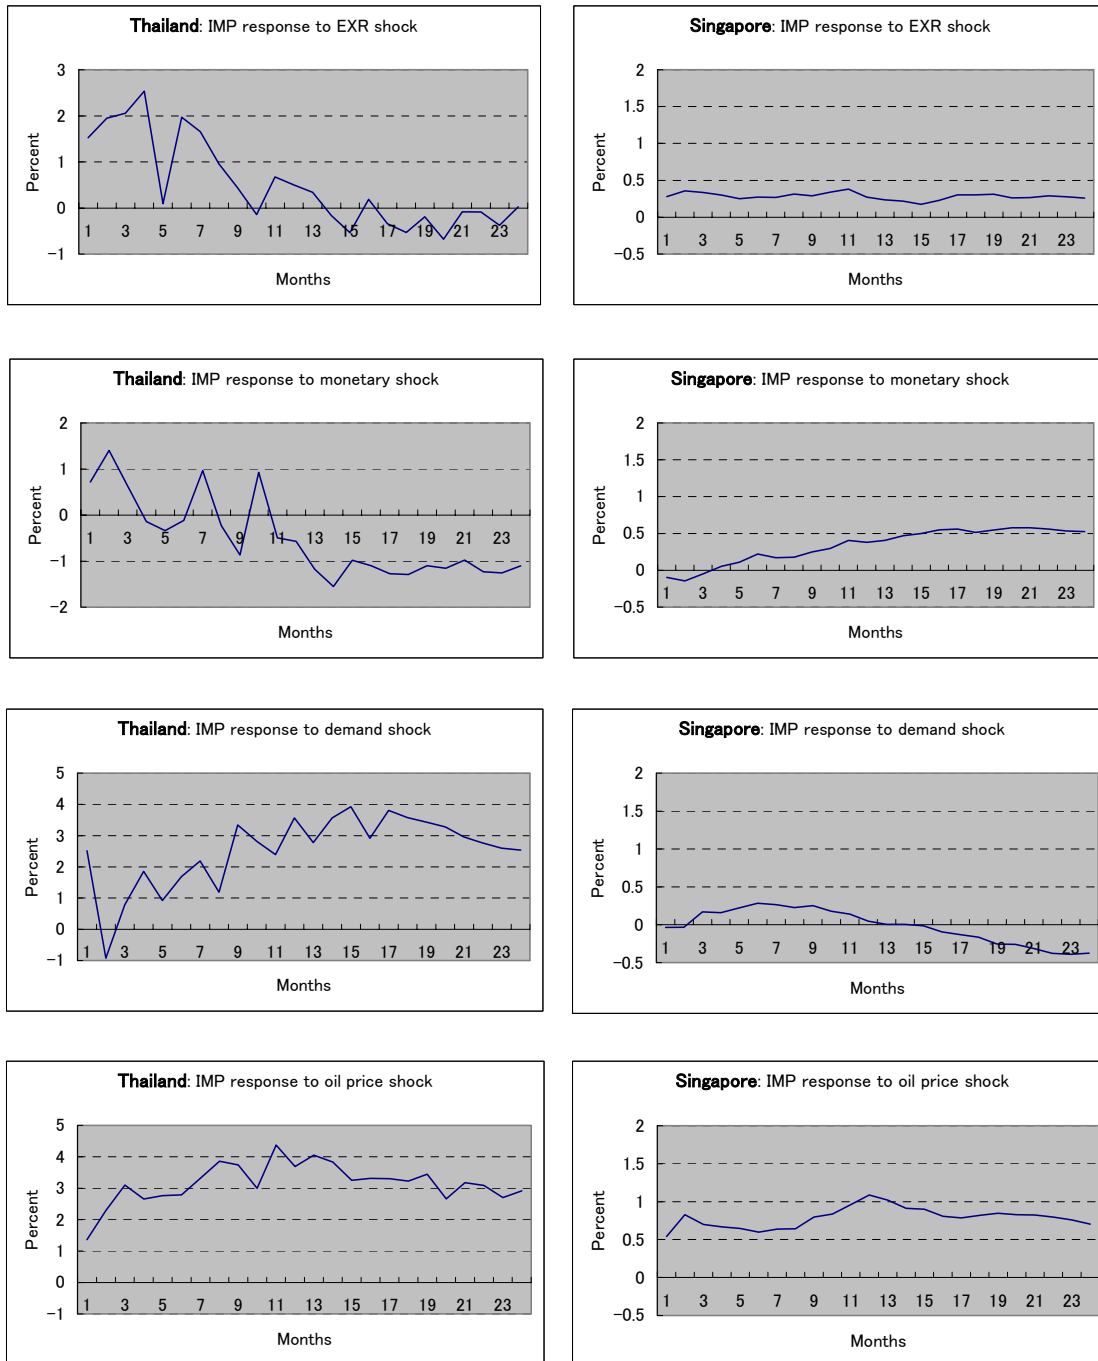 Thailand: IMP response to EXR shock
3
2
1
0
−1
Percent
1 3 5 7 9 11 13 15 17 19 21 23
Months
Singapore: IMP response to EXR shock
2
1.5
1
0.5
0
−0.5
Percent
1 3 5 7 9 11 13 15 17 19 21 23
Months
Thailand: IMP response to monetary shock
2
1
0
−1
−2
Percent
1 3 5 7 9 11 13 15 17 19 21 23
Months
Singapore: IMP response to monetary shock
2
1.5
1
0.5
0
−0.5
Percent
1 3 5 7 9 11 13 15 17 19 21 23
Months
Thailand: IMP response to demand shock
5
4
3
2
1
0
−1
Percent
1 3 5 7 9 11 13 15 17 19 21 23
Months
Singapore: IMP response to demand shock
2
1.5
1
0.5
0
−0.5
Percent
1 3 5 7 9 11 13 15 17 19 21 23
Months
Thailand: IMP response to oil price shock
5
4
3
2
1
0
−1
Percent
1 3 5 7 9 11 13 15 17 19 21 23
Months
Singapore: IMP response to oil price shock
2
1.5
1
0.5
0
−0.5
Percent
1 3 5 7 9 11 13 15 17 19 21 23
Months